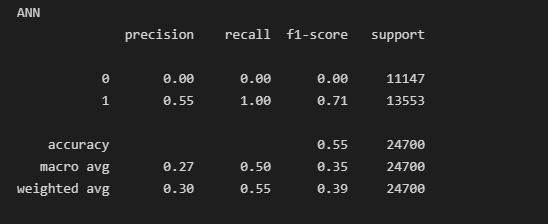 ANN
precision recall f1-score support
0 0.00 0.00 0.00 11147
1 0.55 1.00 0.71 13553
accuracy 0.55 24700
macro avg 0.27 0.50 0.35 24700
weighted avg 0.30 0.55 0.39 24700